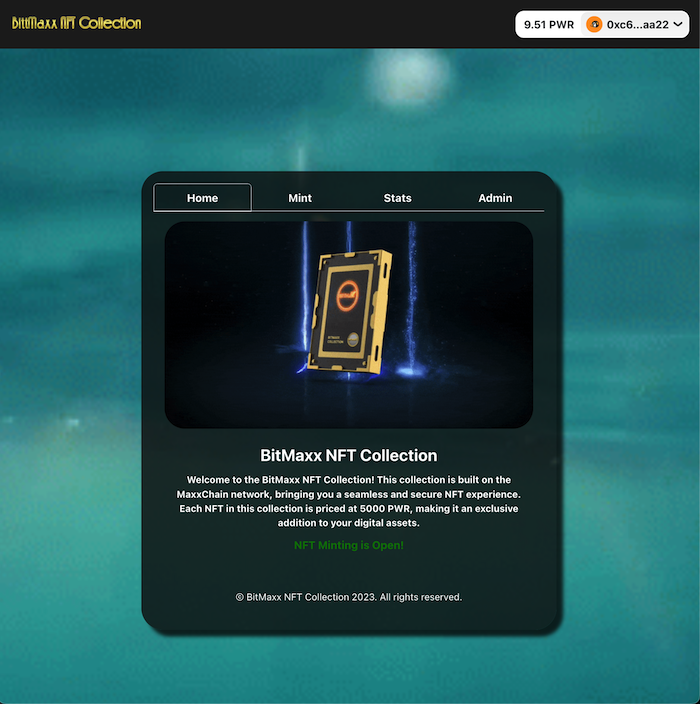 BittMaxx NFT Collection
9.51 PWR 0xc6...aa22
Home Mint Stats Admin
BITMAXX
COLLECTION
BitMaxx NFT Collection
Welcome to the BitMaxx NFT Collection! This collection is built on the
MaxxChain network, bringing you a seamless and secure NFT experience.
Each NFT in this collection is priced at 5000 PWR, making it an exclusive
addition to your digital assets.
NFT Minting is Open!
© BitMaxx NFT Collection 2023. All rights reserved.